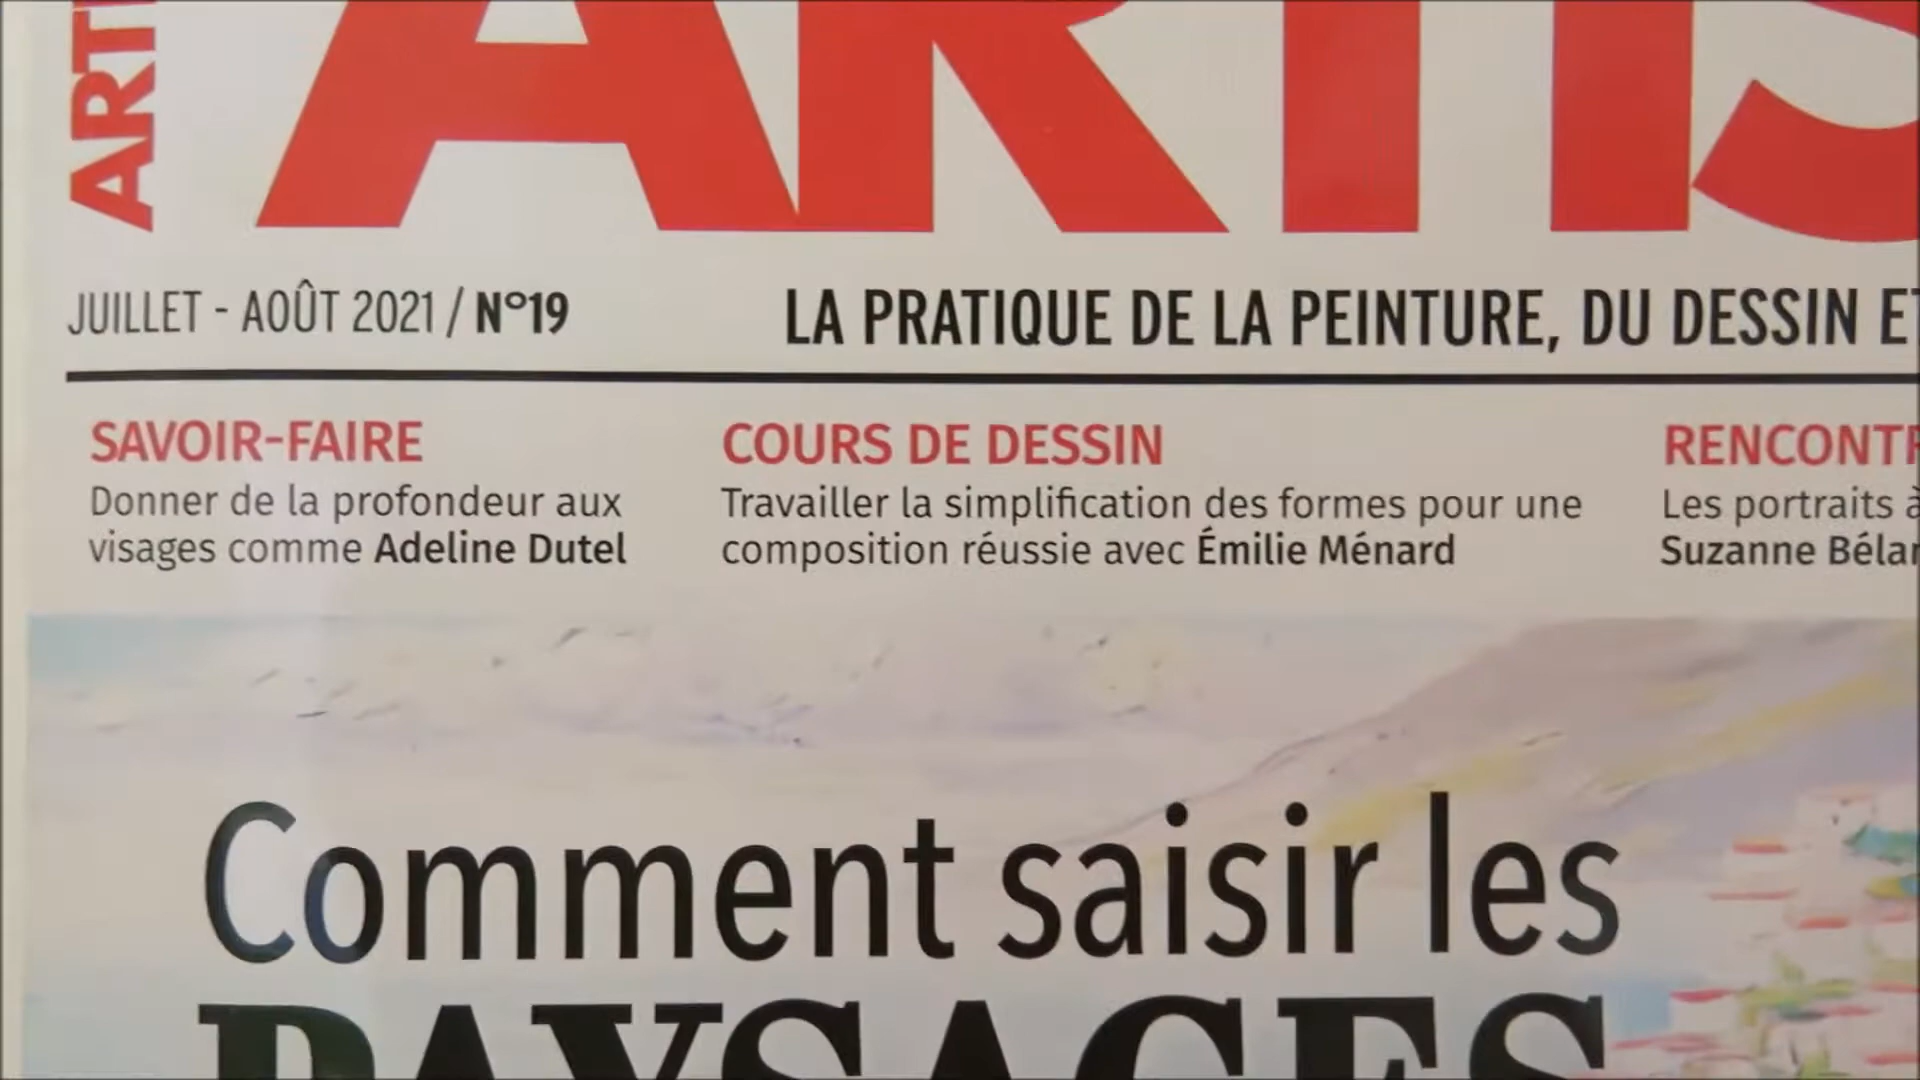 JUILLET - AOÛT 2021 / N°19
LA PRATIQUE DE LA PEINTURE, DU DESSIN ET
SAVOIR-FAIRE
Donner de la profondeur aux
visages comme Adeline Dutel
COURS DE DESSIN
Travailler la simplification des formes pour une
composition réussie avec Émilie Ménard
Les portraits à
Suzanne
Comment saisir les
PAYSAGES